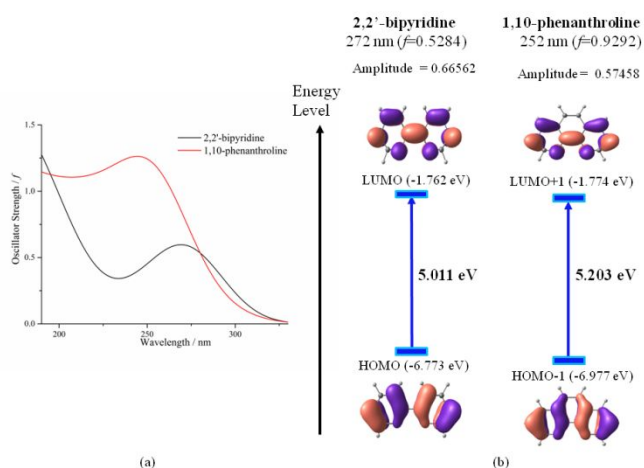 2,2'-bipyridine
272 nm (f=0.5284)
Amplitude = 0.66562
1,10-phenanthroline
252 nm (f=0.9292)
Amplitude = 0.57458
Energy
Level
1.5
1.0
0.5
0.0
Oscillator Strength / f
2,2'-bipyridine
1,10-phenanthroline
200
250
300
Wavelength / nm
LUMO (-1.762 eV)
LUMO+1 (-1.774 eV)
5.011 eV
5.203 eV
HOMO (-6.773 eV)
HOMO-1 (-6.977 eV)
(a)
(b)